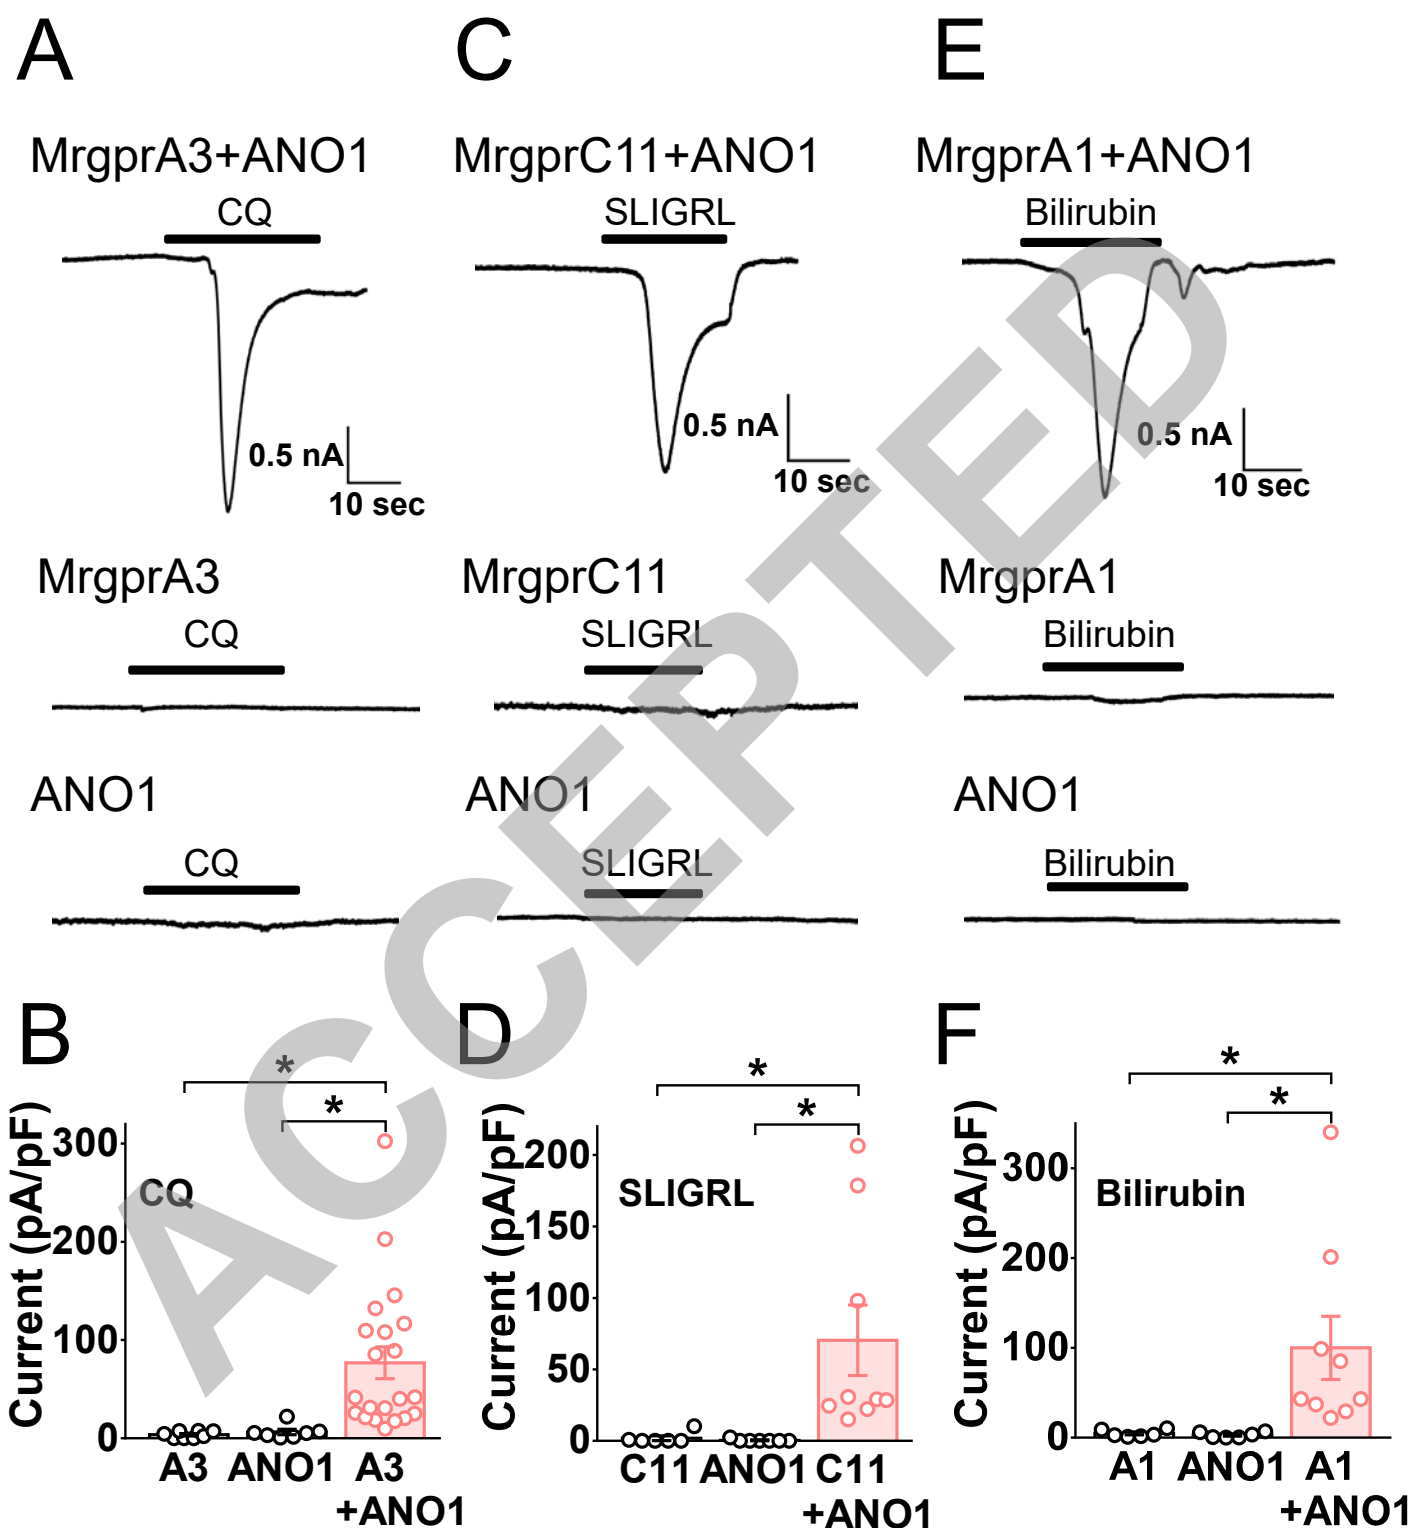 A
C
E
MrgprA3+ANO1
MrgprC11+ANO1
MrgprA1+ANO1
CQ
SLIGRL
Bilirubin
0.5 nA
10 sec
0.5 nA
10 sec
0.5 nA
10 sec
MrgprA3
MrgprC11
MrgprA1
CQ
SLIGRL
Bilirubin
ANO1
ANO1
ANO1
CQ
SLIGRL
Bilirubin
ACCEPTED
B
D
F
*
*
Current (pA/pF)
300
200
100
0
CQ
A3
ANO1
A3
+ANO1
*
*
Current (pA/pF)
200
150
100
50
0
SLIGRL
C11
ANO1
C11
+ANO1
*
*
Current (pA/pF)
300
200
100
0
Bilirubin
A1
ANO1
A1
+ANO1